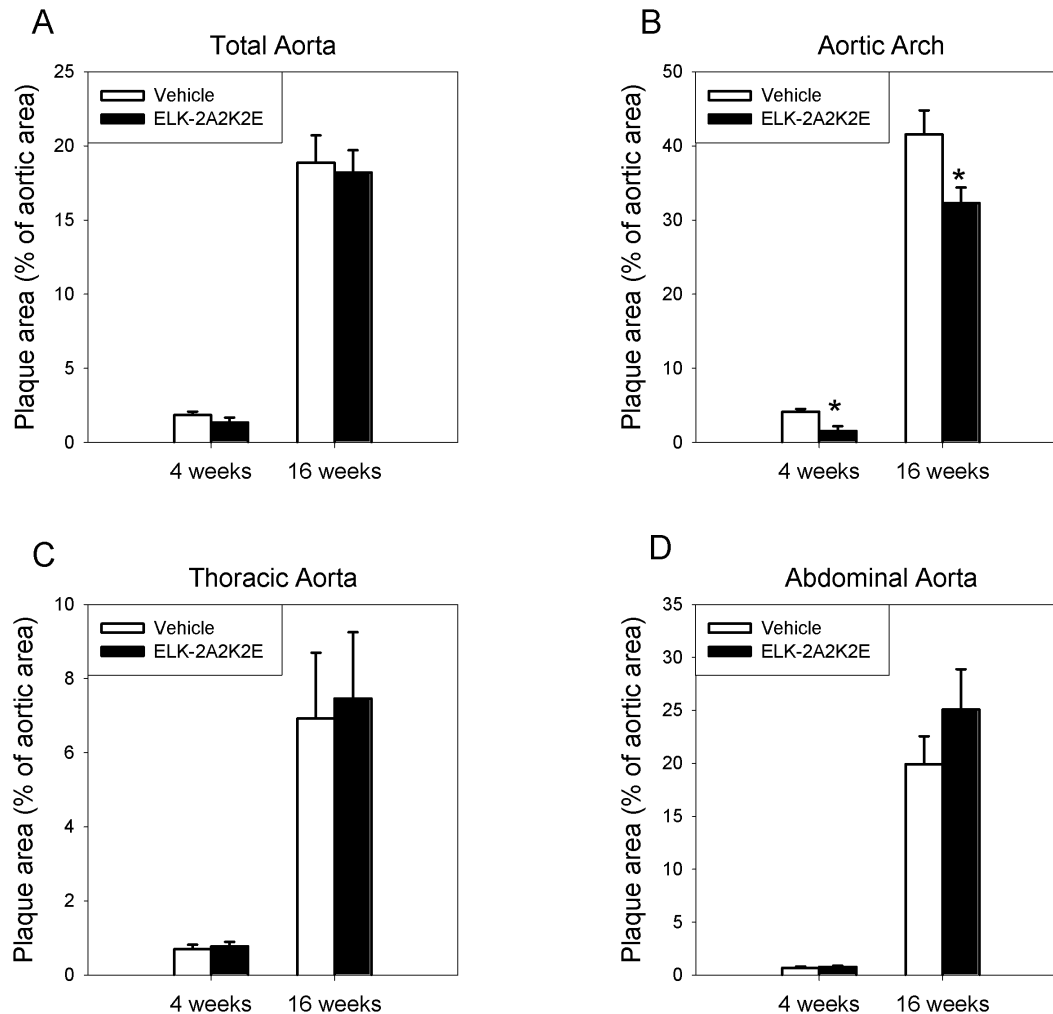 A
Total Aorta
Plaque area (% of aortic area)
25
20
15
10
5
0
Vehicle
ELK-2A2K2E
4 weeks 16 weeks
B
Aortic Arch
Plaque area (% of aortic area)
50
40
30
20
10
0
Vehicle
ELK-2A2K2E
*
*
4 weeks 16 weeks
C
Thoracic Aorta
Plaque area (% of aortic area)
10
8
6
4
2
0
Vehicle
ELK-2A2K2E
4 weeks 16 weeks
D
Abdominal Aorta
Plaque area (% of aortic area)
35
30
25
20
15
10
5
0
Vehicle
ELK-2A2K2E
4 weeks 16 weeks